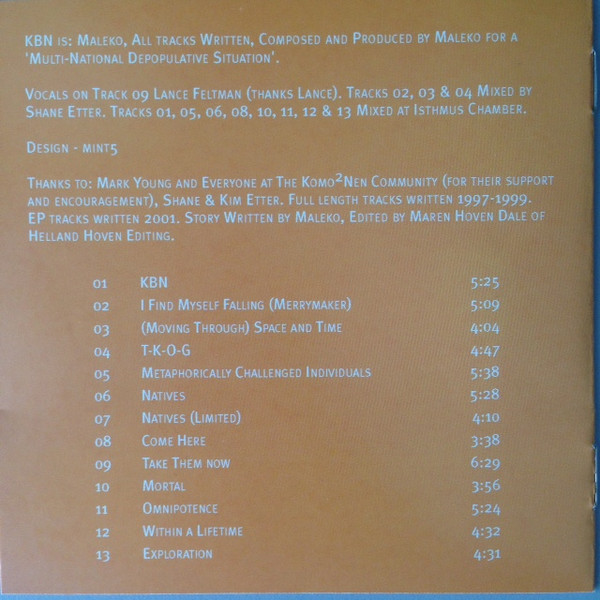 KBN is: Maleko, All tracks Written, Composed and Produced by Maleko for a
'Multi-National Depopulative Situation'.
Vocals on Track 09 Lance Feltman (thanks Lance). Tracks 02, 03 & 04 Mixed by
Shane Etter. Tracks 01, 05, 06, 08, 10, 11, 12 & 13 Mixed at Isthmus Chamber.
Design - mint5
Thanks to: Mark Young and Everyone at The Komo²Nen Community (for their support
and encouragement), Shane & Kim Etter. Full length tracks written 1997-1999.
EP tracks written 2001. Story Written by Maleko, Edited by Maren Hoven Dale of
Helland Hoven Editing.
01 KBN 5:25
02 I Find Myself Falling (Merrymaker) 5:09
03 (Moving Through) Space and Time 4:04
04 T-K-O-G 4:47
05 Metaphorically Challenged Individuals 5:38
06 Natives 5:28
07 Natives (Limited) 4:10
08 Come Here 3:38
09 Take Them now 6:29
10 Mortal 3:56
11 Omnipotence 5:24
12 Within a Lifetime 4:32
13 Exploration 4:31